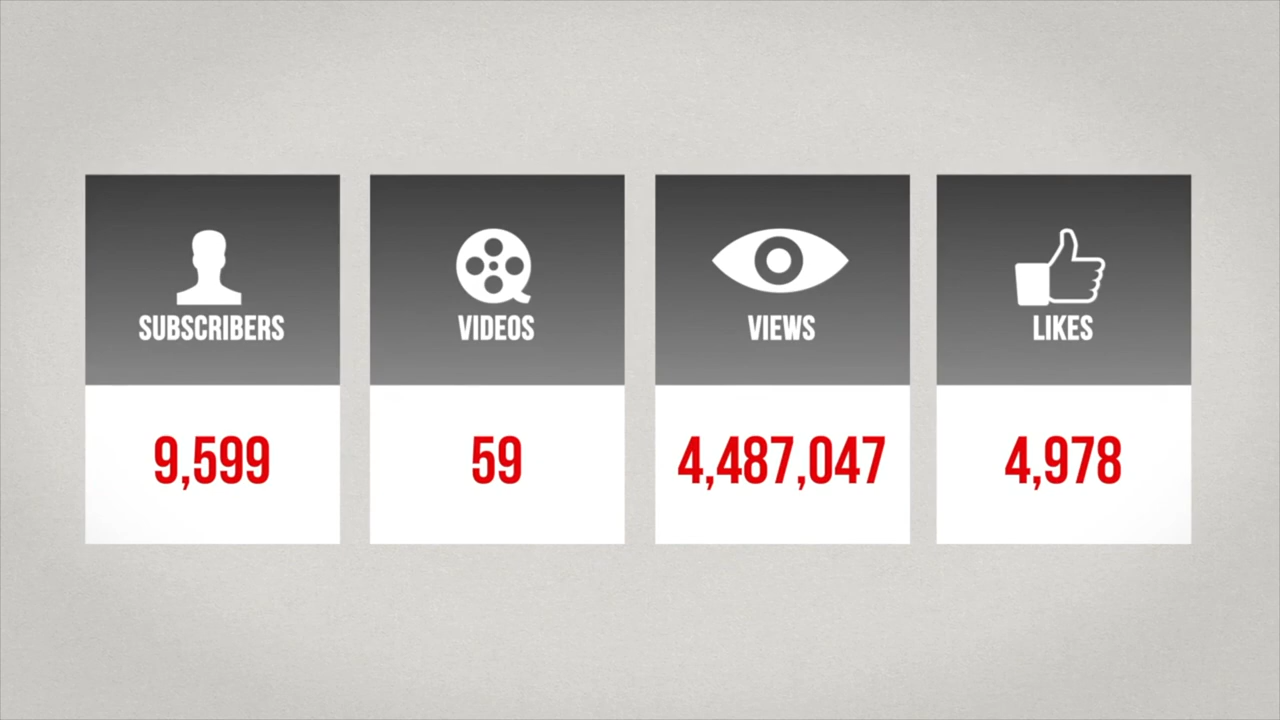 SUBSCRIBERS
9,599
VIDEOS
59
VIEWS
4,487,047
LIKES
4,978